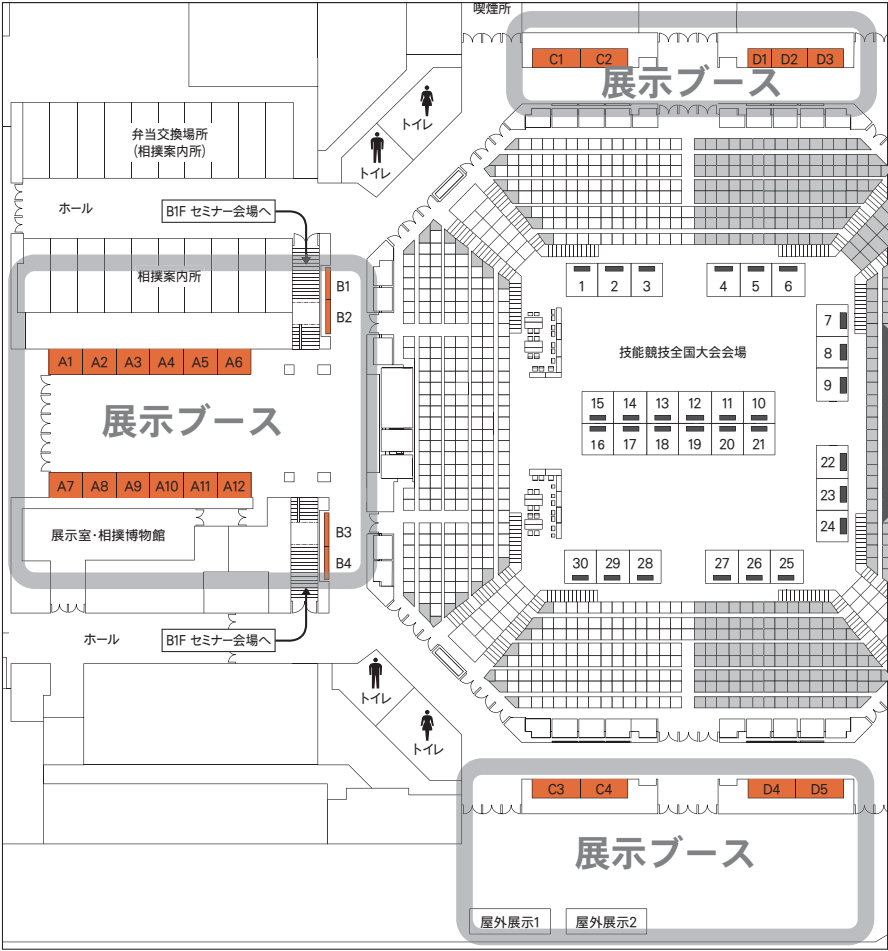 喫煙所
C1 C2
D1 D2 D3
展示ブース
トイレ
トイレ
弁当交換場所
(相撲案内所)
ホール
B1F セミナー会場へ
相撲案内所
B1
B2
A1 A2 A3 A4 A5 A6
展示ブース
A7 A8 A9 A10 A11 A12
展示室・相撲博物館
B3
B4
ホール
B1F セミナー会場へ
トイレ
トイレ
1 2 3
4 5 6
7
8
9
技能競技全国大会会場
15 14 13 12 11 10
16 17 18 19 20 21
22
23
24
30 29 28
27 26 25
C3 C4
D4 D5
展示ブース
屋外展示1
屋外展示2